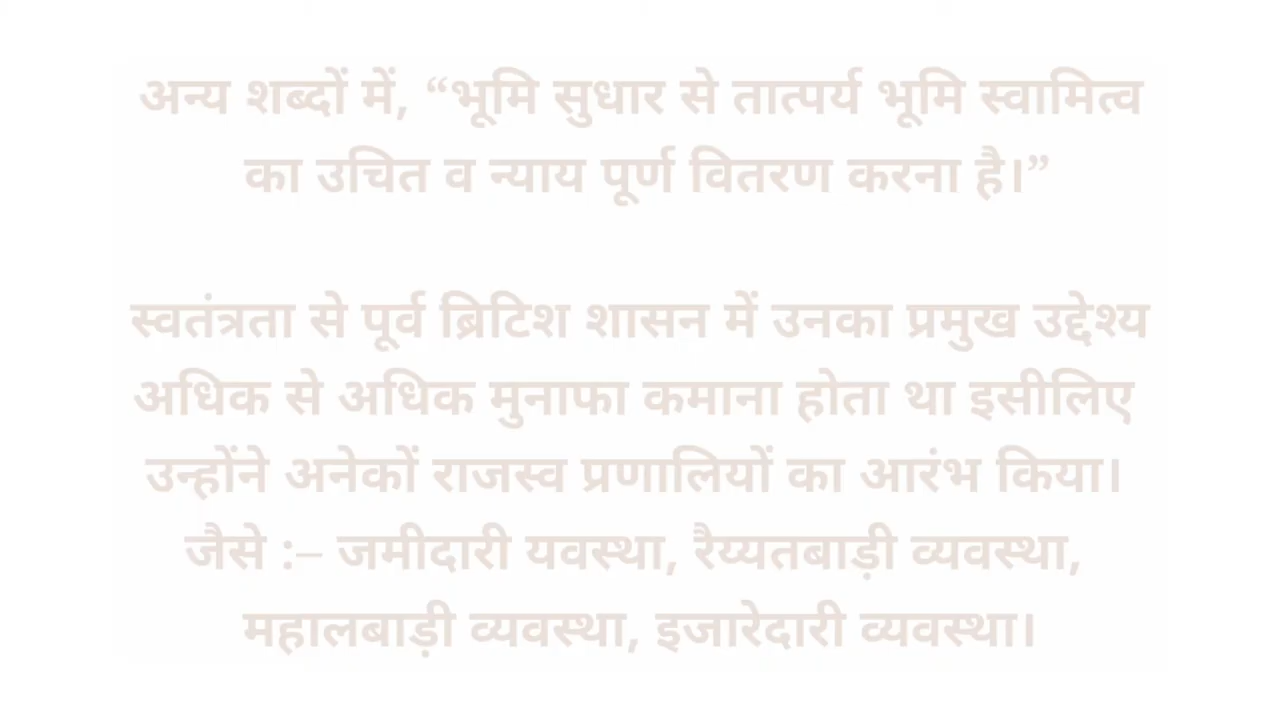 अन्य शब्दों में, “भूमि सुधार से तात्पर्य भूमि स्वामित्व
का उचित व न्याय पूर्ण वितरण करना है।”
स्वतंत्रता से पूर्व ब्रिटिश शासन में उनका प्रमुख उद्देश्य
अधिक से अधिक मुनाफा कमाना होता था इसीलिए
उन्होंने अनेकों राजस्व प्रणालियों का आरंभ किया।
जैसे :– जमीदारी यवस्था, रैय्यतबाड़ी व्यवस्था,
महालबाड़ी व्यवस्था, इजारेदारी व्यवस्था।